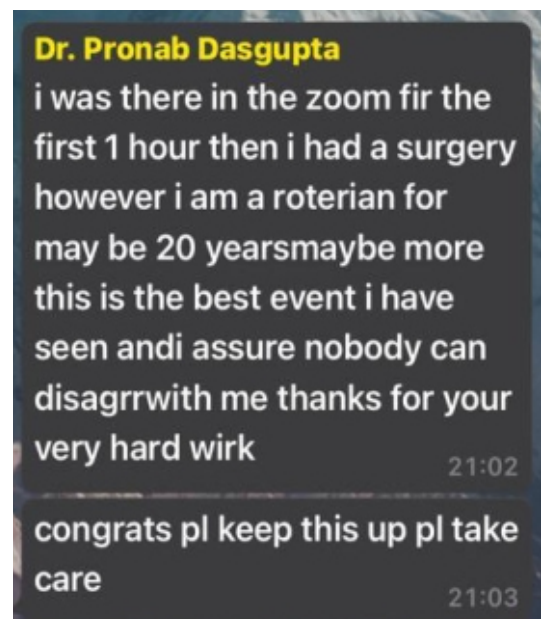 Dr. Pronab Dasgupta
i was there in the zoom fir the
first 1 hour then i had a surgery
however i am a roterian for
may be 20 yearsmaybe more
this is the best event i have
seen andi assure nobody can
disagrrwith me thanks for your
very hard wirk
21:02
congrats pl keep this up pl take
care
21:03